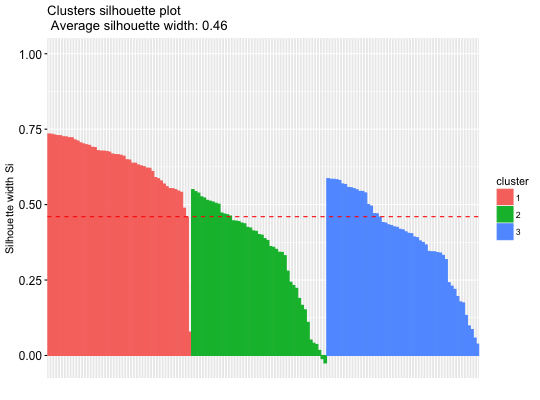 Clusters silhouette plot
Average silhouette width: 0.46
1.00
0.75
0.50
0.25
0.00
Silhouette width Si
cluster
1
2
3